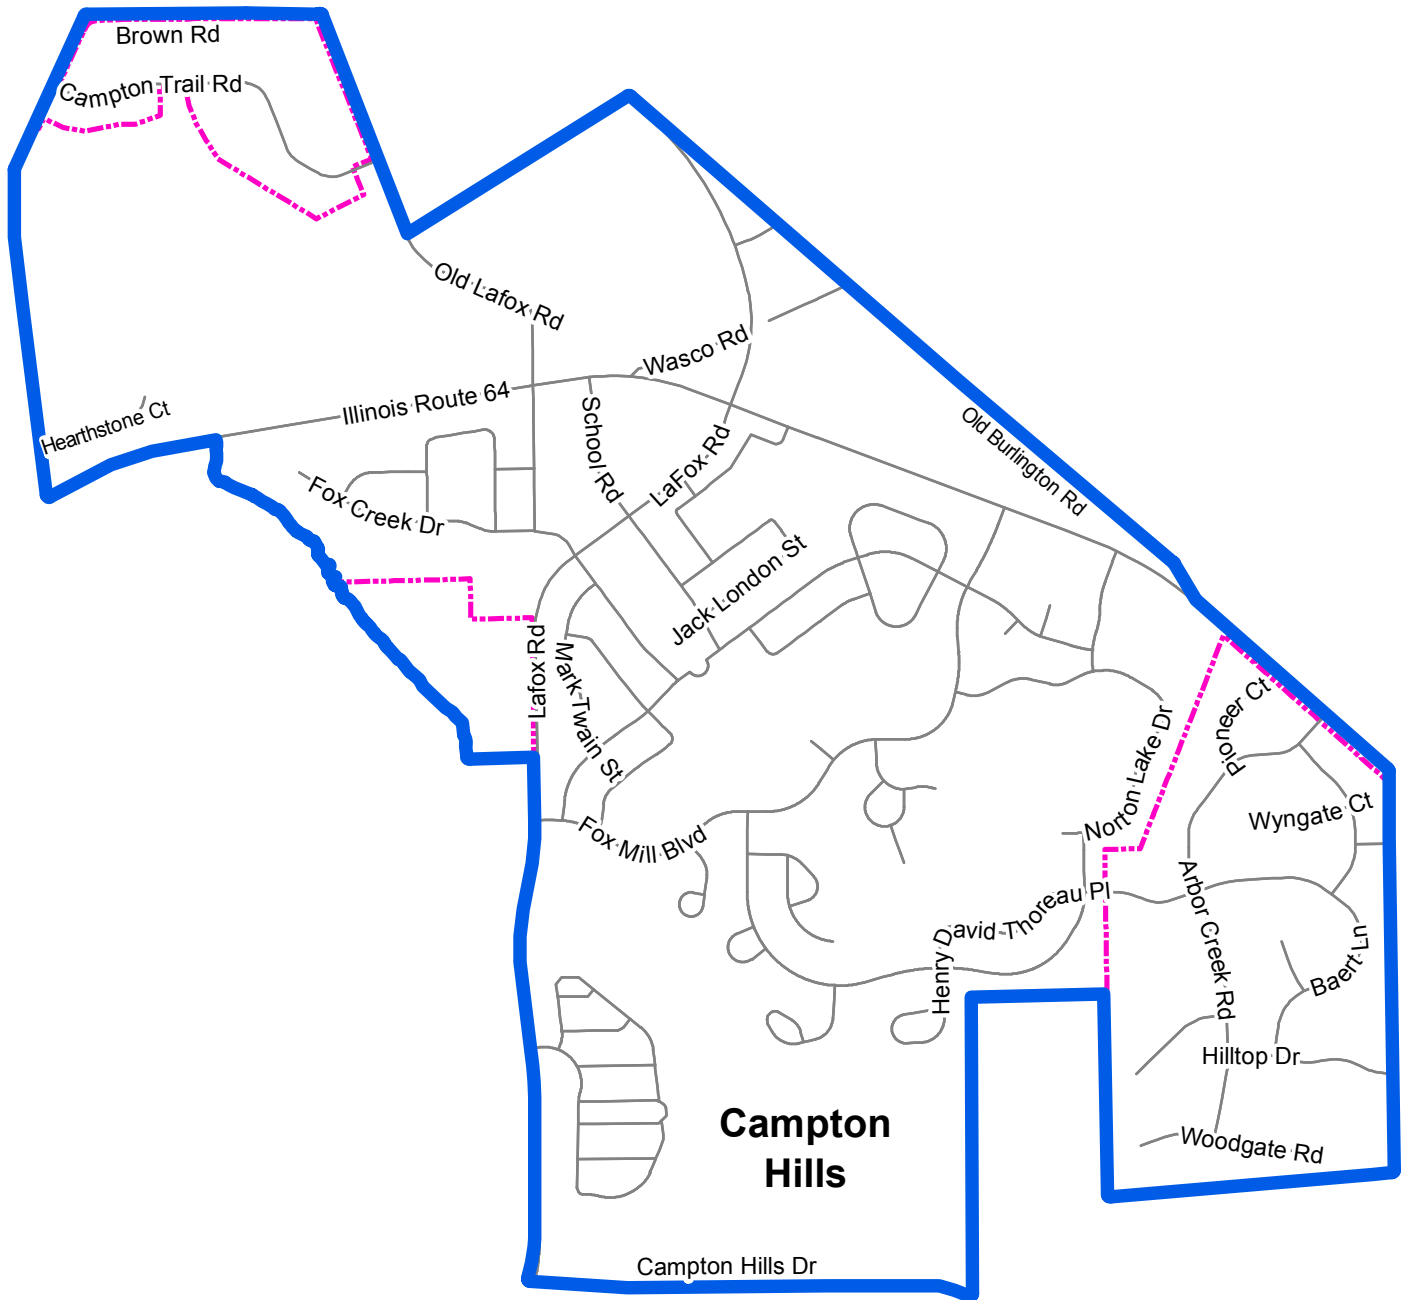 Brown Rd
Campton Trail Rd
Old Lafox Rd
Wasco Rd
Illinois Route 64
Hearthstone Ct
School Rd
LaFox Rd
Old Burlington Rd
Fox Creek Dr
Jack London St
Lafox Rd
Mark Twain St
Pioneer Ct
Norton Lake Dr
Wyngate Ct
Fox Mill Blvd
Henry David Thoreau Pl
Arbor Creek Rd
Baert Ln
Hilltop Dr
Campton
Hills
Woodgate Rd
Campton Hills Dr